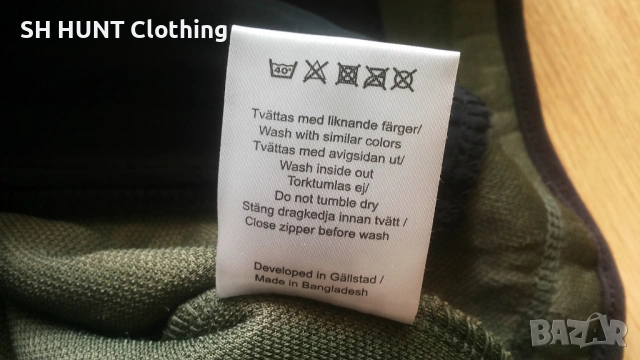 SH HUNT Clothing
40°
Tvättas med liknande färger/
Wash with similar colors
Tvättas med avigsidan ut/
Wash inside out
Torktumlas ej/
Do not tumble dry
Stäng dragkedja innan tvätt /
Close zipper before wash
Developed in Gällstad /
Made in Bangladesh
BAZAR